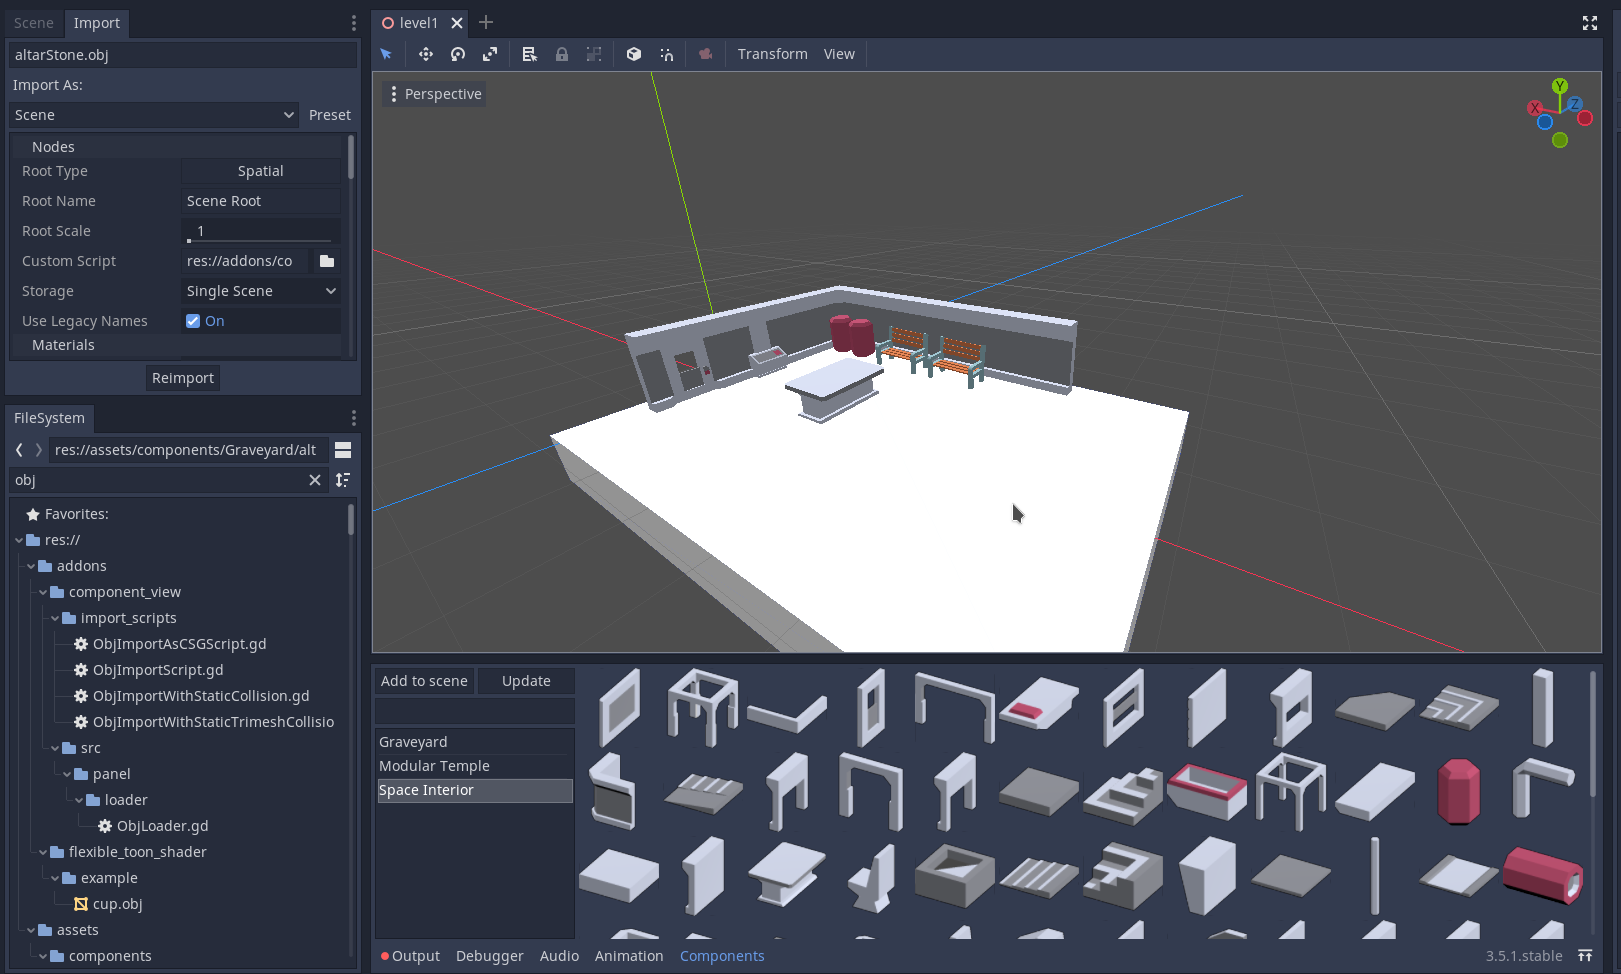 Scene Import
altarStone.obj
Import As:
Scene Preset
Nodes
Root Type Spatial
Root Name Scene Root
Root Scale 1
Custom Script res://addons/co
Storage Single Scene
Use Legacy Names On
Materials
Reimport
FileSystem
res://assets/components/Graveyard/alt
obj
Favorites:
res://
addons
component_view
import_scripts
ObjImportAsCSGScript.gd
ObjImportScript.gd
ObjImportWithStaticCollision.gd
ObjImportWithStaticTrimeshCollisio
src
panel
loader
ObjLoader.gd
flexible_toon_shader
example
cup.obj
assets
components
level1
Transform View
Perspective
Y
X
Z
Add to scene Update
Graveyard
Modular Temple
Space Interior
Output Debugger Audio Animation Components 3.5.1.stable